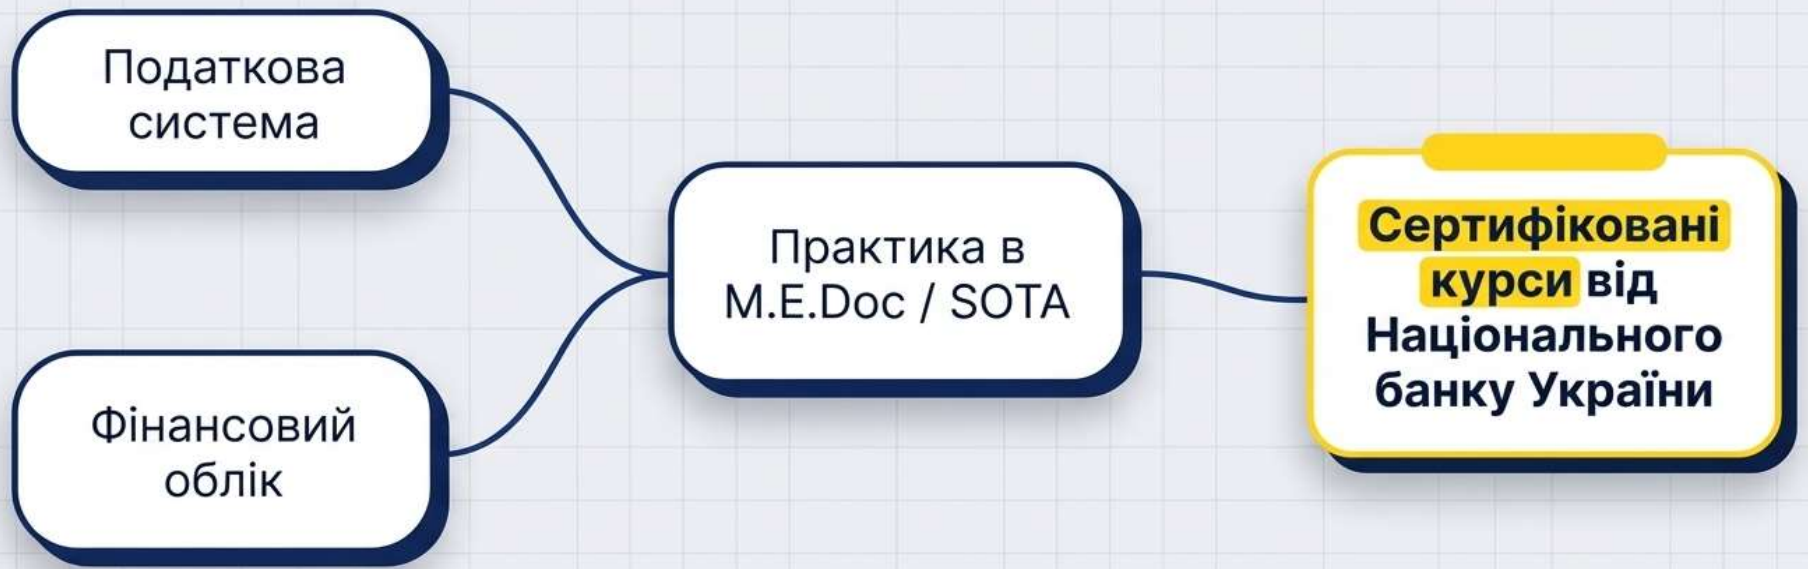 Податкова
система
Фінансовий
облік
Практика в
M.E.Doc / SOTA
Сертифіковані
курси від
Національного
банку України